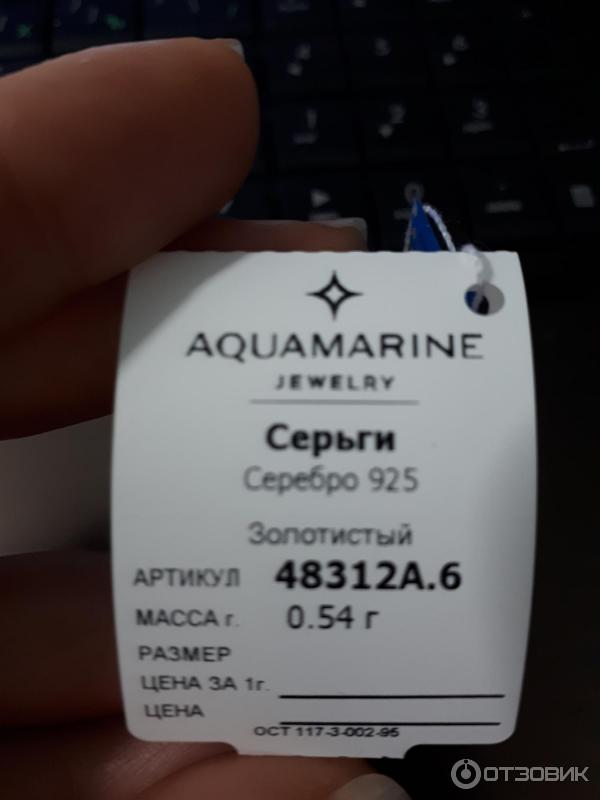 AQUAMARINE
JEWELRY
Серьги
Серебро 925
Золотистый
АРТИКУЛ 48312А.6
МАССА г. 0.54 г
РАЗМЕР
ЦЕНА ЗА 1г.
ЦЕНА
ОСТ 117-3-002-95
ОТЗОВИК